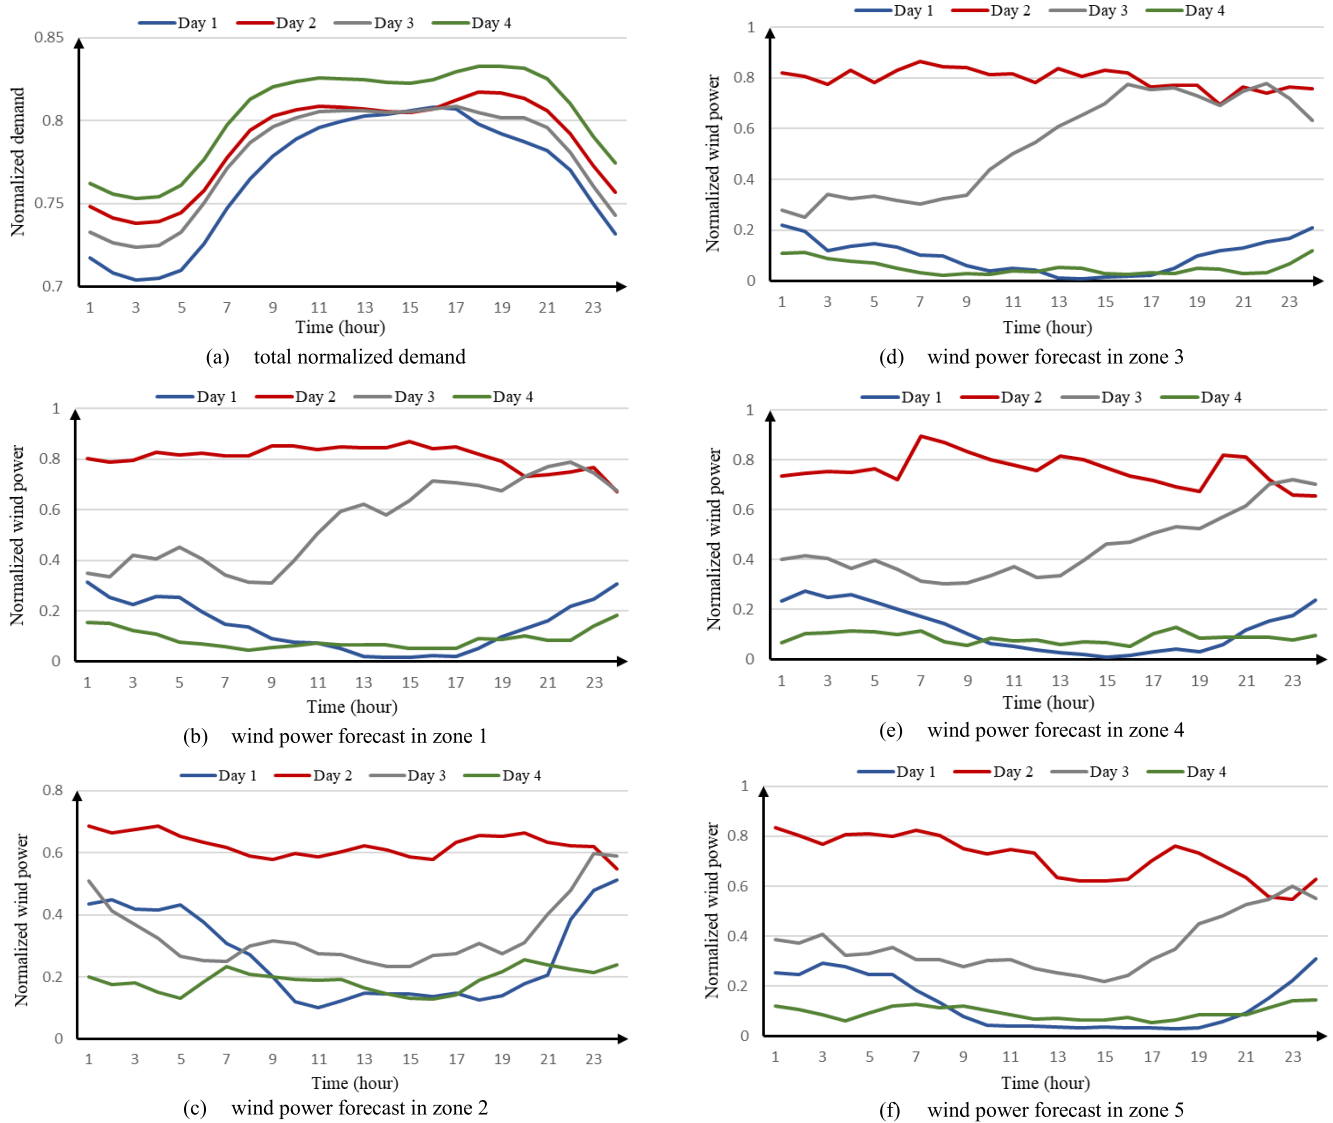 Day 1 Day 2 Day 3 Day 4
0.85
0.8
0.75
0.7
Normalized demand
1 3 5 7 9 11 13 15 17 19 21 23
Time (hour)
(a) total normalized demand
Day 1 Day 2 Day 3 Day 4
1
0.8
0.6
0.4
0.2
0
Normalized wind power
1 3 5 7 9 11 13 15 17 19 21 23
Time (hour)
(b) wind power forecast in zone 1
Day 1 Day 2 Day 3 Day 4
0.8
0.6
0.4
0.2
0
Normalized wind power
1 3 5 7 9 11 13 15 17 19 21 23
Time (hour)
(c) wind power forecast in zone 2
Day 1 Day 2 Day 3 Day 4
1
0.8
0.6
0.4
0.2
0
Normalized wind power
1 3 5 7 9 11 13 15 17 19 21 23
Time (hour)
(d) wind power forecast in zone 3
Day 1 Day 2 Day 3 Day 4
1
0.8
0.6
0.4
0.2
0
Normalized wind power
1 3 5 7 9 11 13 15 17 19 21 23
Time (hour)
(e) wind power forecast in zone 4
Day 1 Day 2 Day 3 Day 4
1
0.8
0.6
0.4
0.2
0
Normalized wind power
1 3 5 7 9 11 13 15 17 19 21 23
Time (hour)
(f) wind power forecast in zone 5